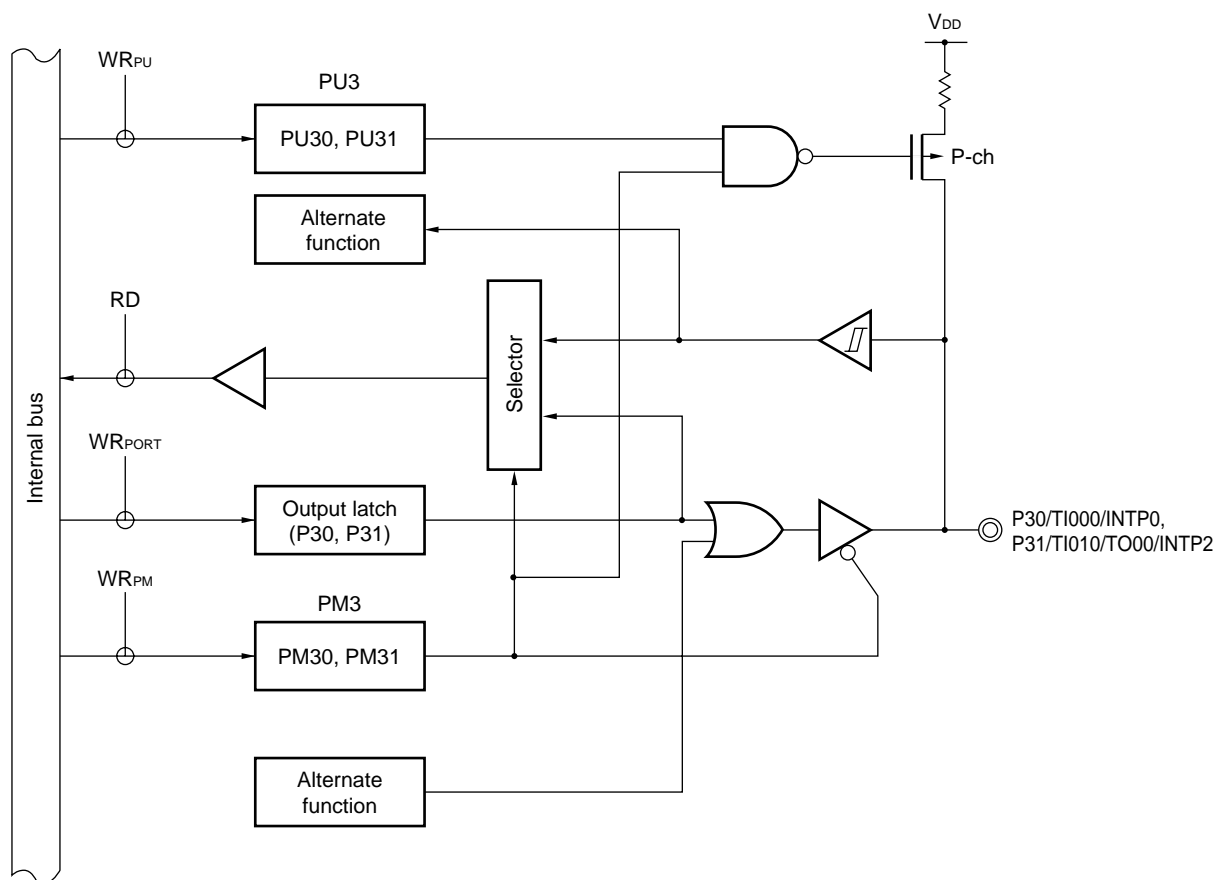 VDD
WRPU
PU3
PU30, PU31
P-ch
Alternate
function
RD
Selector
Internal bus
WRPORT
Output latch
(P30, P31)
P30/TI000/INTP0,
P31/TI010/TO00/INTP2
WRPM
PM3
PM30, PM31
Alternate
function